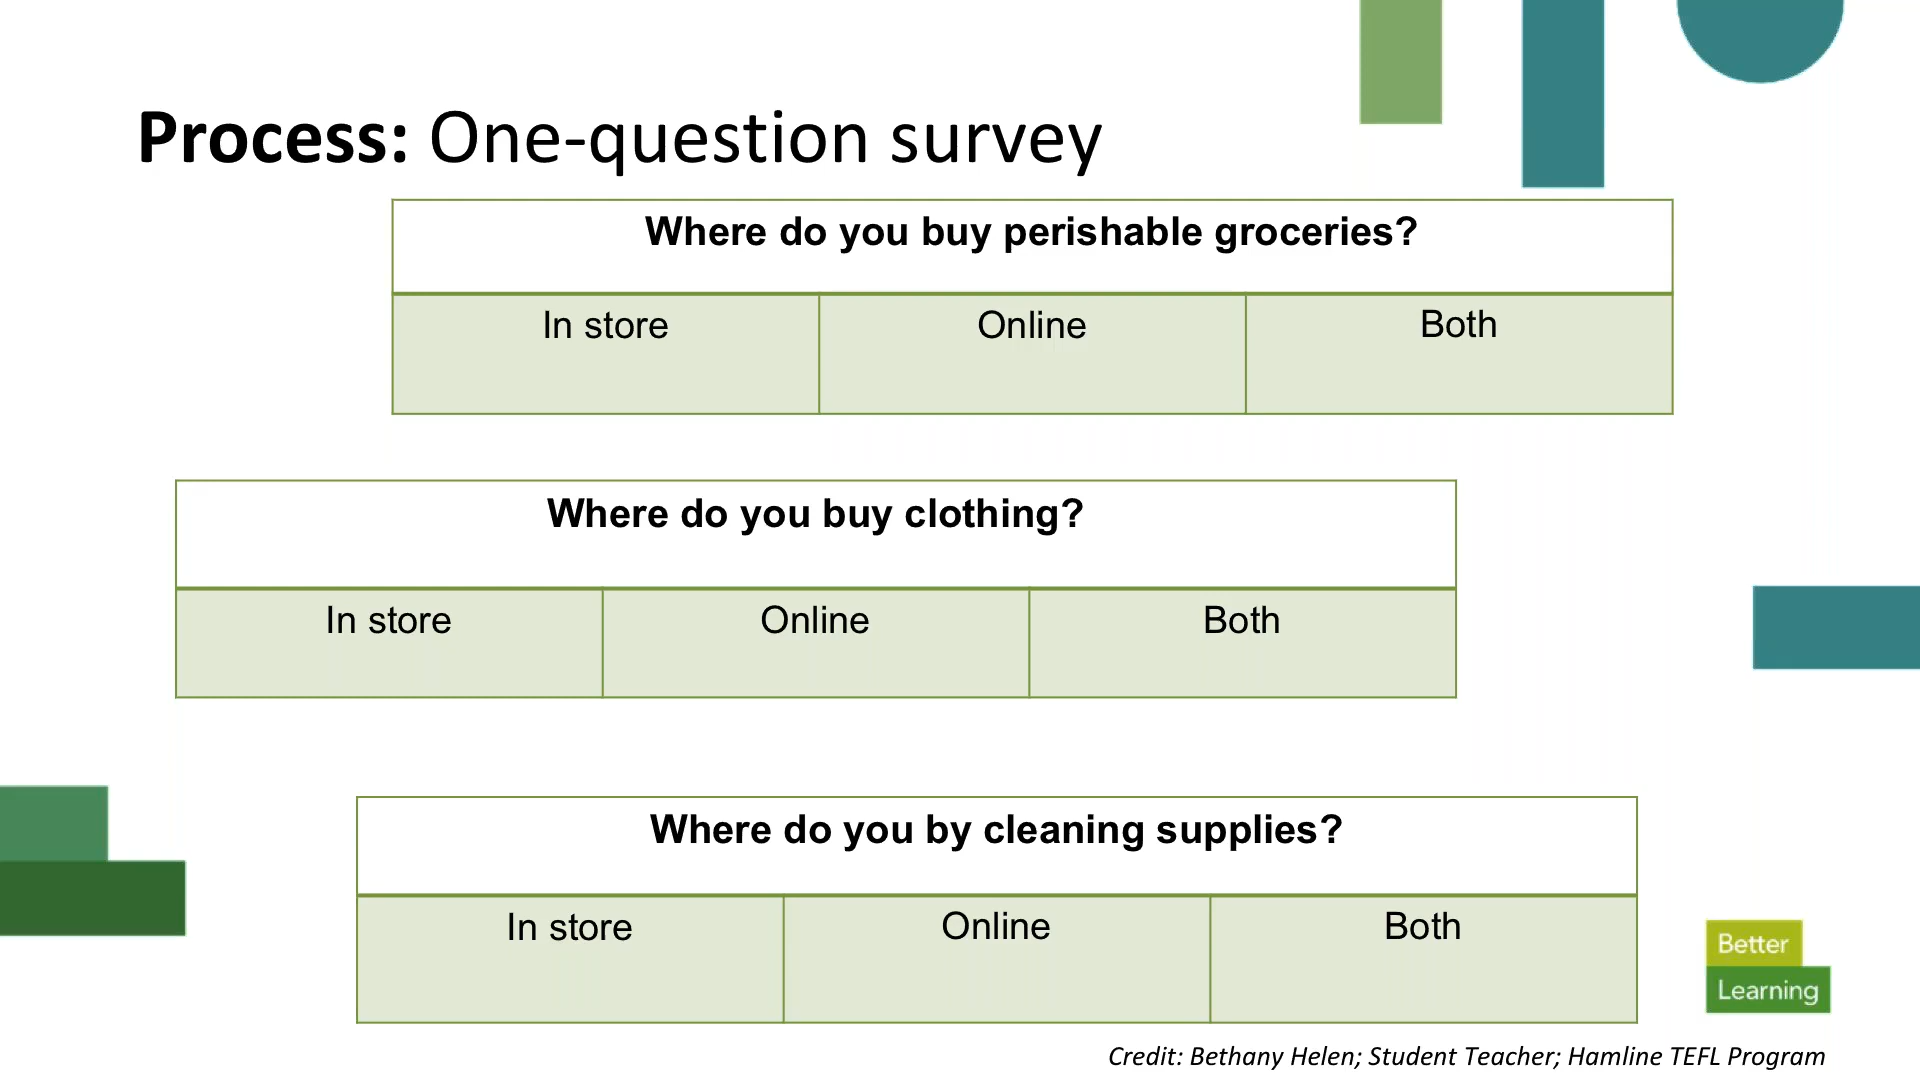 Process: One-question survey
Where do you buy perishable groceries?
In store Online Both
Where do you buy clothing?
In store Online Both
Where do you by cleaning supplies?
In store Online Both
Better
Learning
Credit: Bethany Helen; Student Teacher; Hamline TEFL Program